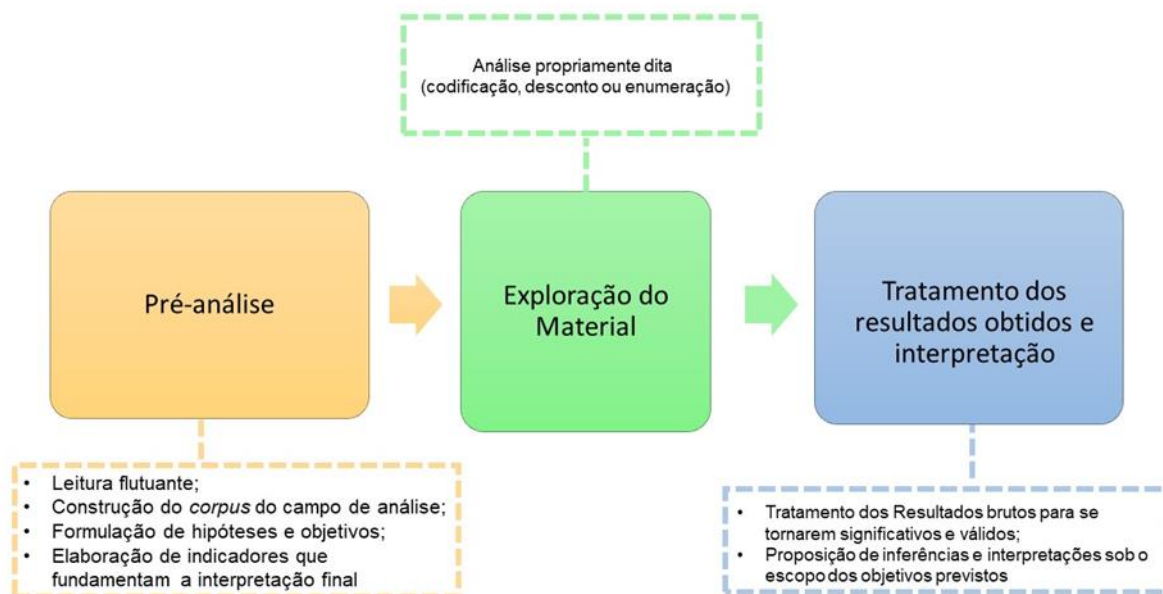 Análise propriamente dita
(codificação, desconto ou enumeração)
Pré-análise
Exploração do
Material
Tratamento dos
resultados obtidos e
interpretação
• Leitura flutuante;
• Construção do corpus do campo de análise;
• Formulação de hipóteses e objetivos;
• Elaboração de indicadores que
fundamentam a interpretação final
• Tratamento dos Resultados brutos para se
tornarem significativos e válidos;
• Proposição de inferências e interpretações sob o
escopo dos objetivos previstos